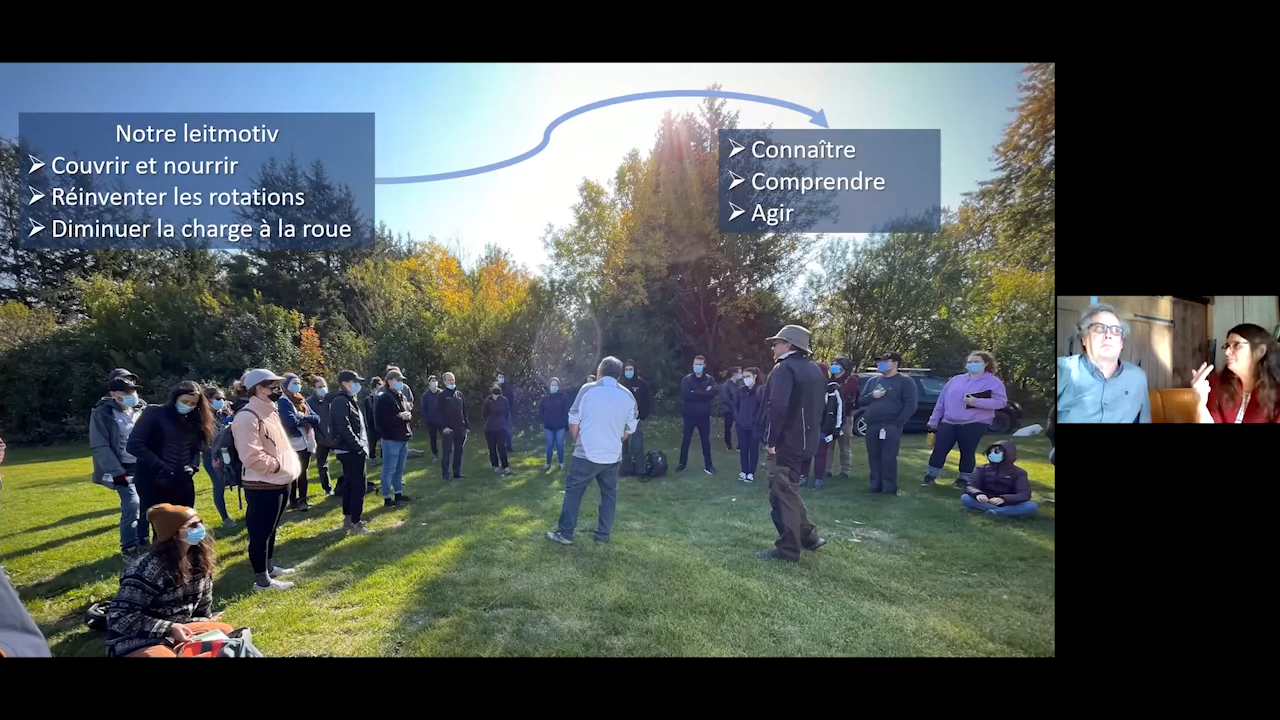 Notre leitmotiv
⮚ Couvrir et nourrir
⮚ Réinventer les rotations
⮚ Diminuer la charge à la roue
⮚ Connaître
⮚ Comprendre
⮚ Agir